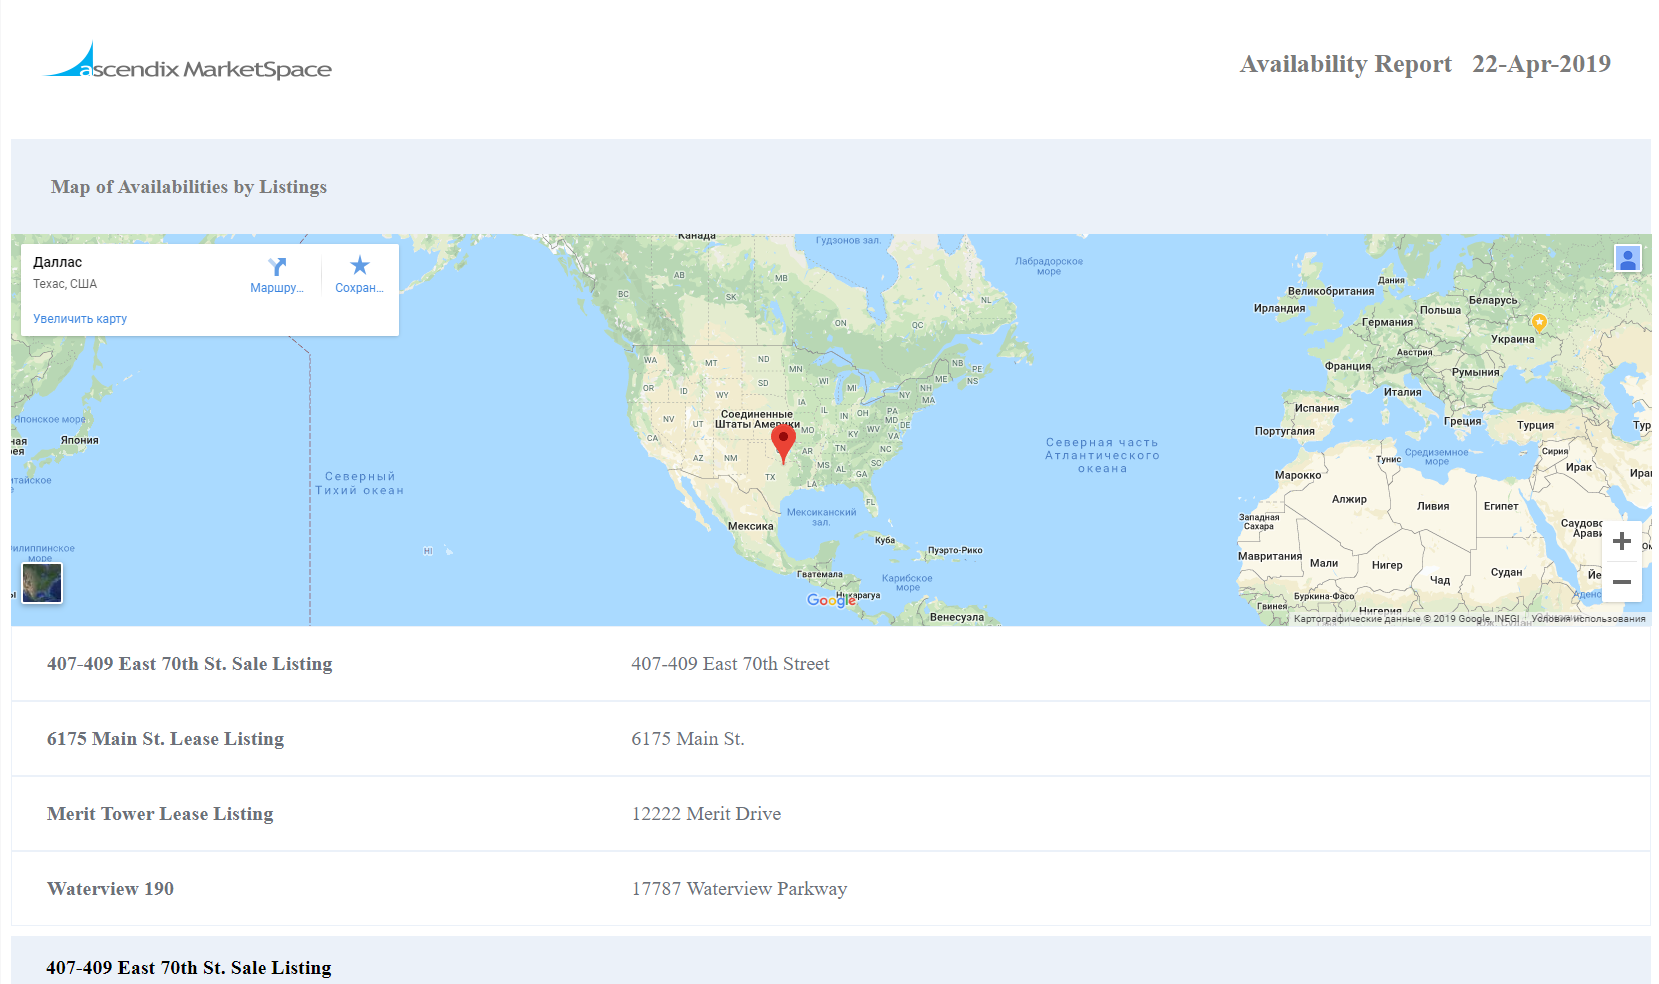 ascendix MarketSpace
Availability Report 22-Apr-2019
Map of Availabilities by Listings
Даллас
Техас, США
Маршру...
Сохран...
Увеличить карту
Канада
Гудзонов зал.
Лабрадорское
море
AB
MB
BC
SK
NL
ON
QC
WA
MT
ND
MN
NB
PE
NS
OR
ID
SD
WI
MI
ME
NH
WY
IA
NY
MA
NV
UT
IL
IN
OH
PA
MD
DE
Соединенные
Штаты Америки
CA
MO
KY
WV
VA
AZ
NM
AR
TN
NC
TX
MS
AL
GA
SC
LA
FL
HI
Японское море
Япония
Северный
Тихий океан
Северная часть
Атлантического
океана
Мексика
Мексиканский
зал.
Куба
Пуэрто-Рико
Гватемала
Карибское
море
Никарагуа
Венесуэла
Google
Великобритания
Ирландия
Дания
Беларусь
Польша
Германия
Украина
Австрия
Франция
Румыния
Италия
Испания
Португалия
Греция
Турция
Тур
Средиземное
море
Тунис
Сирия
Ирак
Ира
Марокко
Алжир
Ливия
Египет
Западная
Сахара
Саудовс
Арави
Мавритания
Мали
Нигер
Чад
Судан
Йе
Аденс
Буркина-Фасо
Гвинея
Нигерия
Картографические данные © 2019 Google, INEGI
Условия использования
407-409 East 70th St. Sale Listing 407-409 East 70th Street
6175 Main St. Lease Listing 6175 Main St.
Merit Tower Lease Listing 12222 Merit Drive
Waterview 190 17787 Waterview Parkway
407-409 East 70th St. Sale Listing